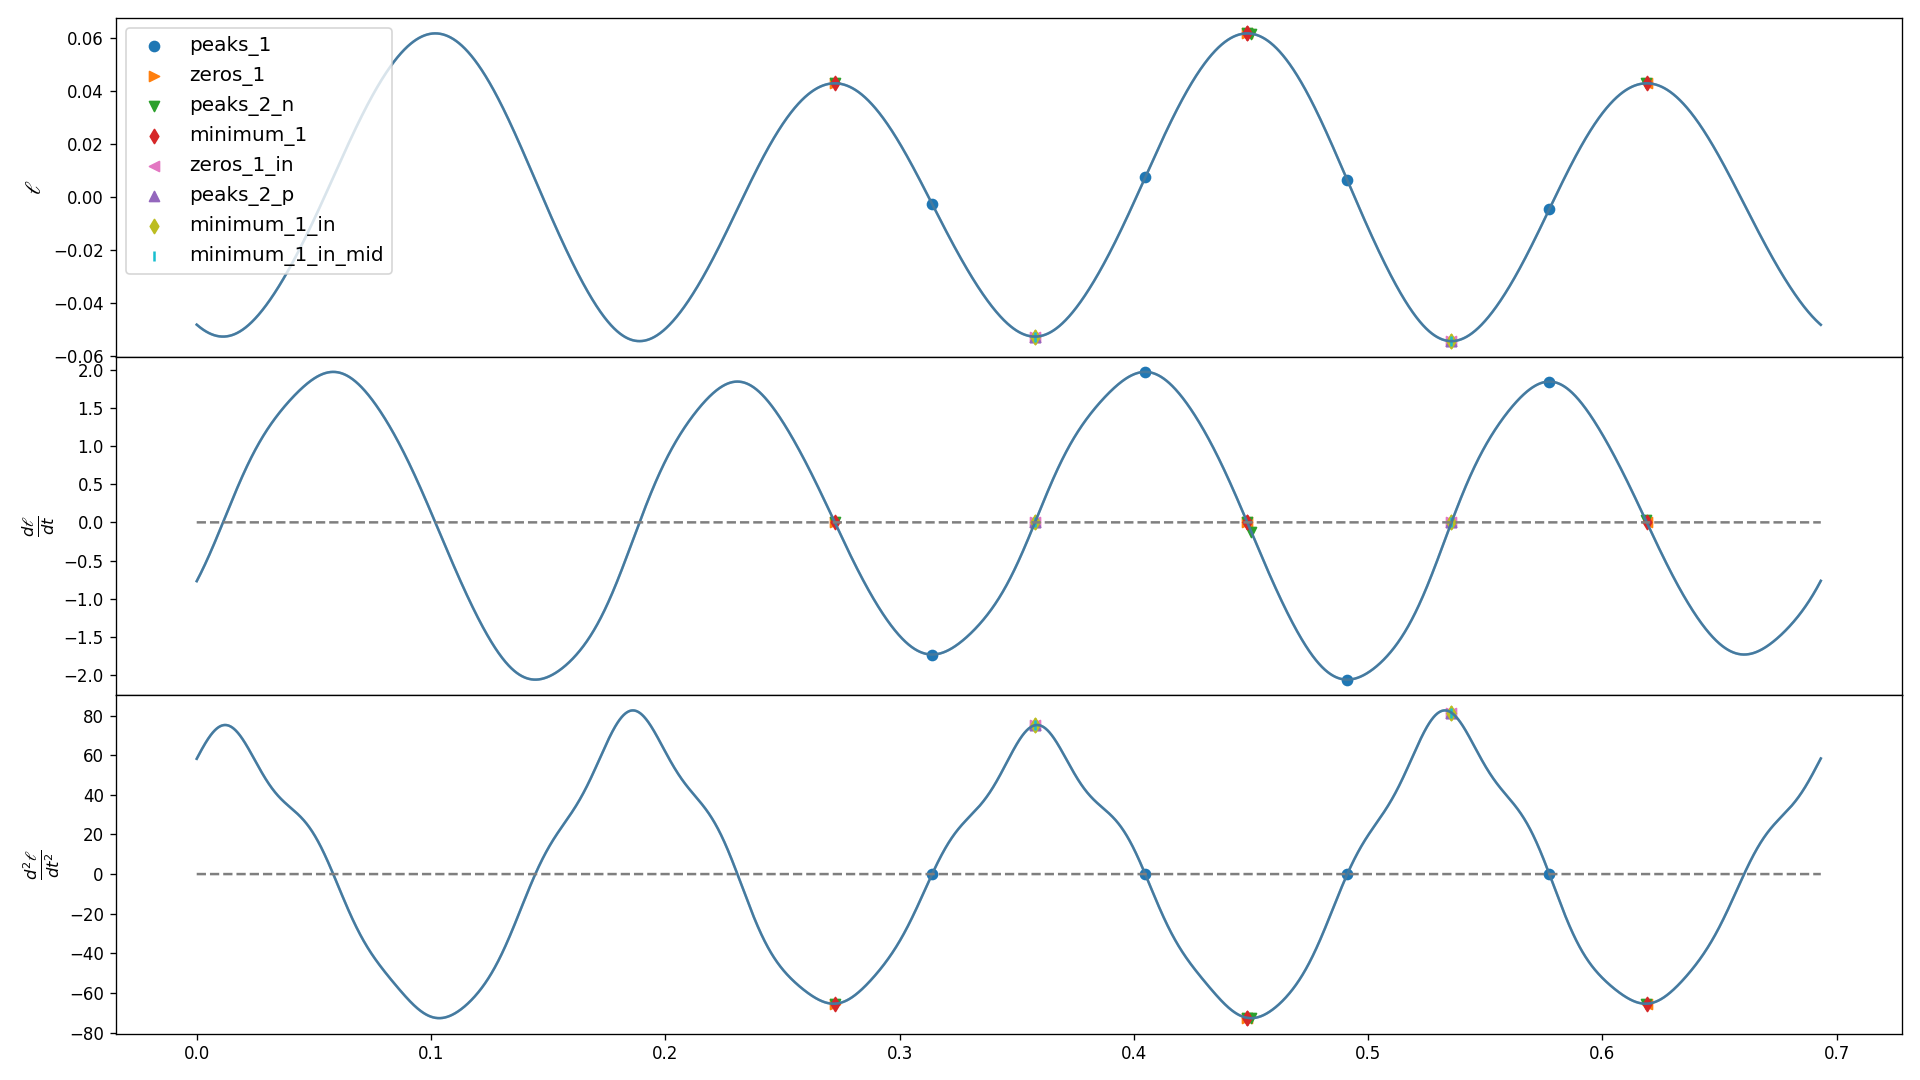 0.06
0.04
0.02
0.00
−0.02
−0.04
−0.06
ℓ
peaks_1
zeros_1
peaks_2_n
minimum_1
zeros_1_in
peaks_2_p
minimum_1_in
minimum_1_in_mid
2.0
1.5
1.0
0.5
0.0
−0.5
−1.0
−1.5
−2.0
dℓ
dt
80
60
40
20
0
−20
−40
−60
−80
d²ℓ
dt²
0.0 0.1 0.2 0.3 0.4 0.5 0.6 0.7